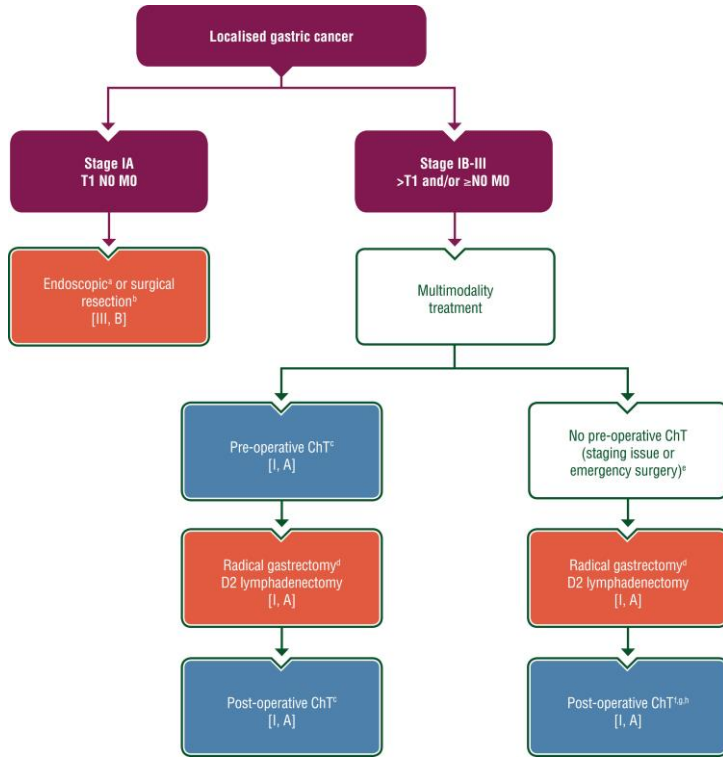 Localised gastric cancer
Stage IA
T1 N0 M0
Stage IB-III
>T1 and/or ≥N0 M0
Endoscopicᵃ or surgical
resectionᵇ
[III, B]
Multimodality
treatment
Pre-operative ChTᶜ
[I, A]
No pre-operative ChT
(staging issue or
emergency surgery)ᵉ
Radical gastrectomyᵈ
D2 lymphadenectomy
[I, A]
Radical gastrectomyᵈ
D2 lymphadenectomy
[I, A]
Post-operative ChTᶜ
[I, A]
Post-operative ChTᶠ,ᵍ,ʰ
[I, A]